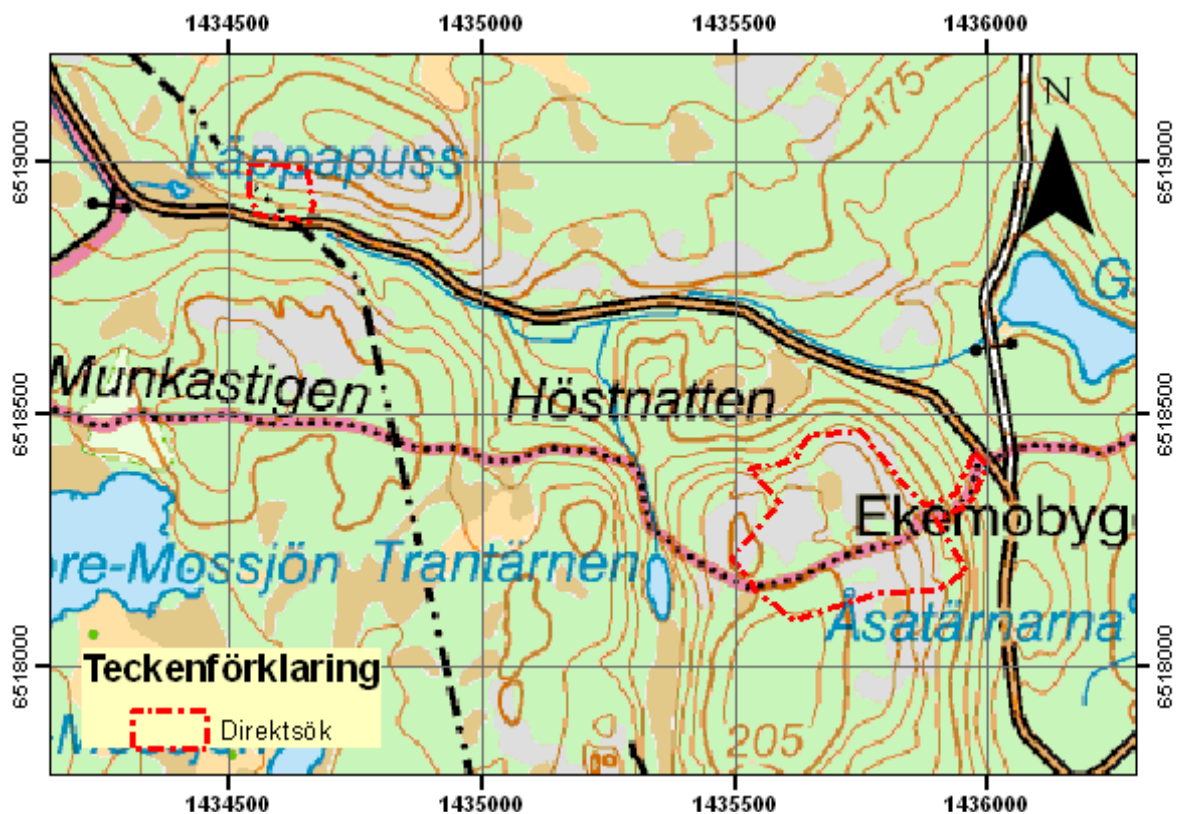 1434500 1435000 1435500 1436000
N
175
6519000 6519000
Läppapuss
G
Munkastigen Höstnatten
6518500 6518500
Ekemobyg
re-Mossjön Trantärnen
Åsatärnarna
6518000 6518000
Teckenförklaring
Direktsök
205
1434500 1435000 1435500 1436000